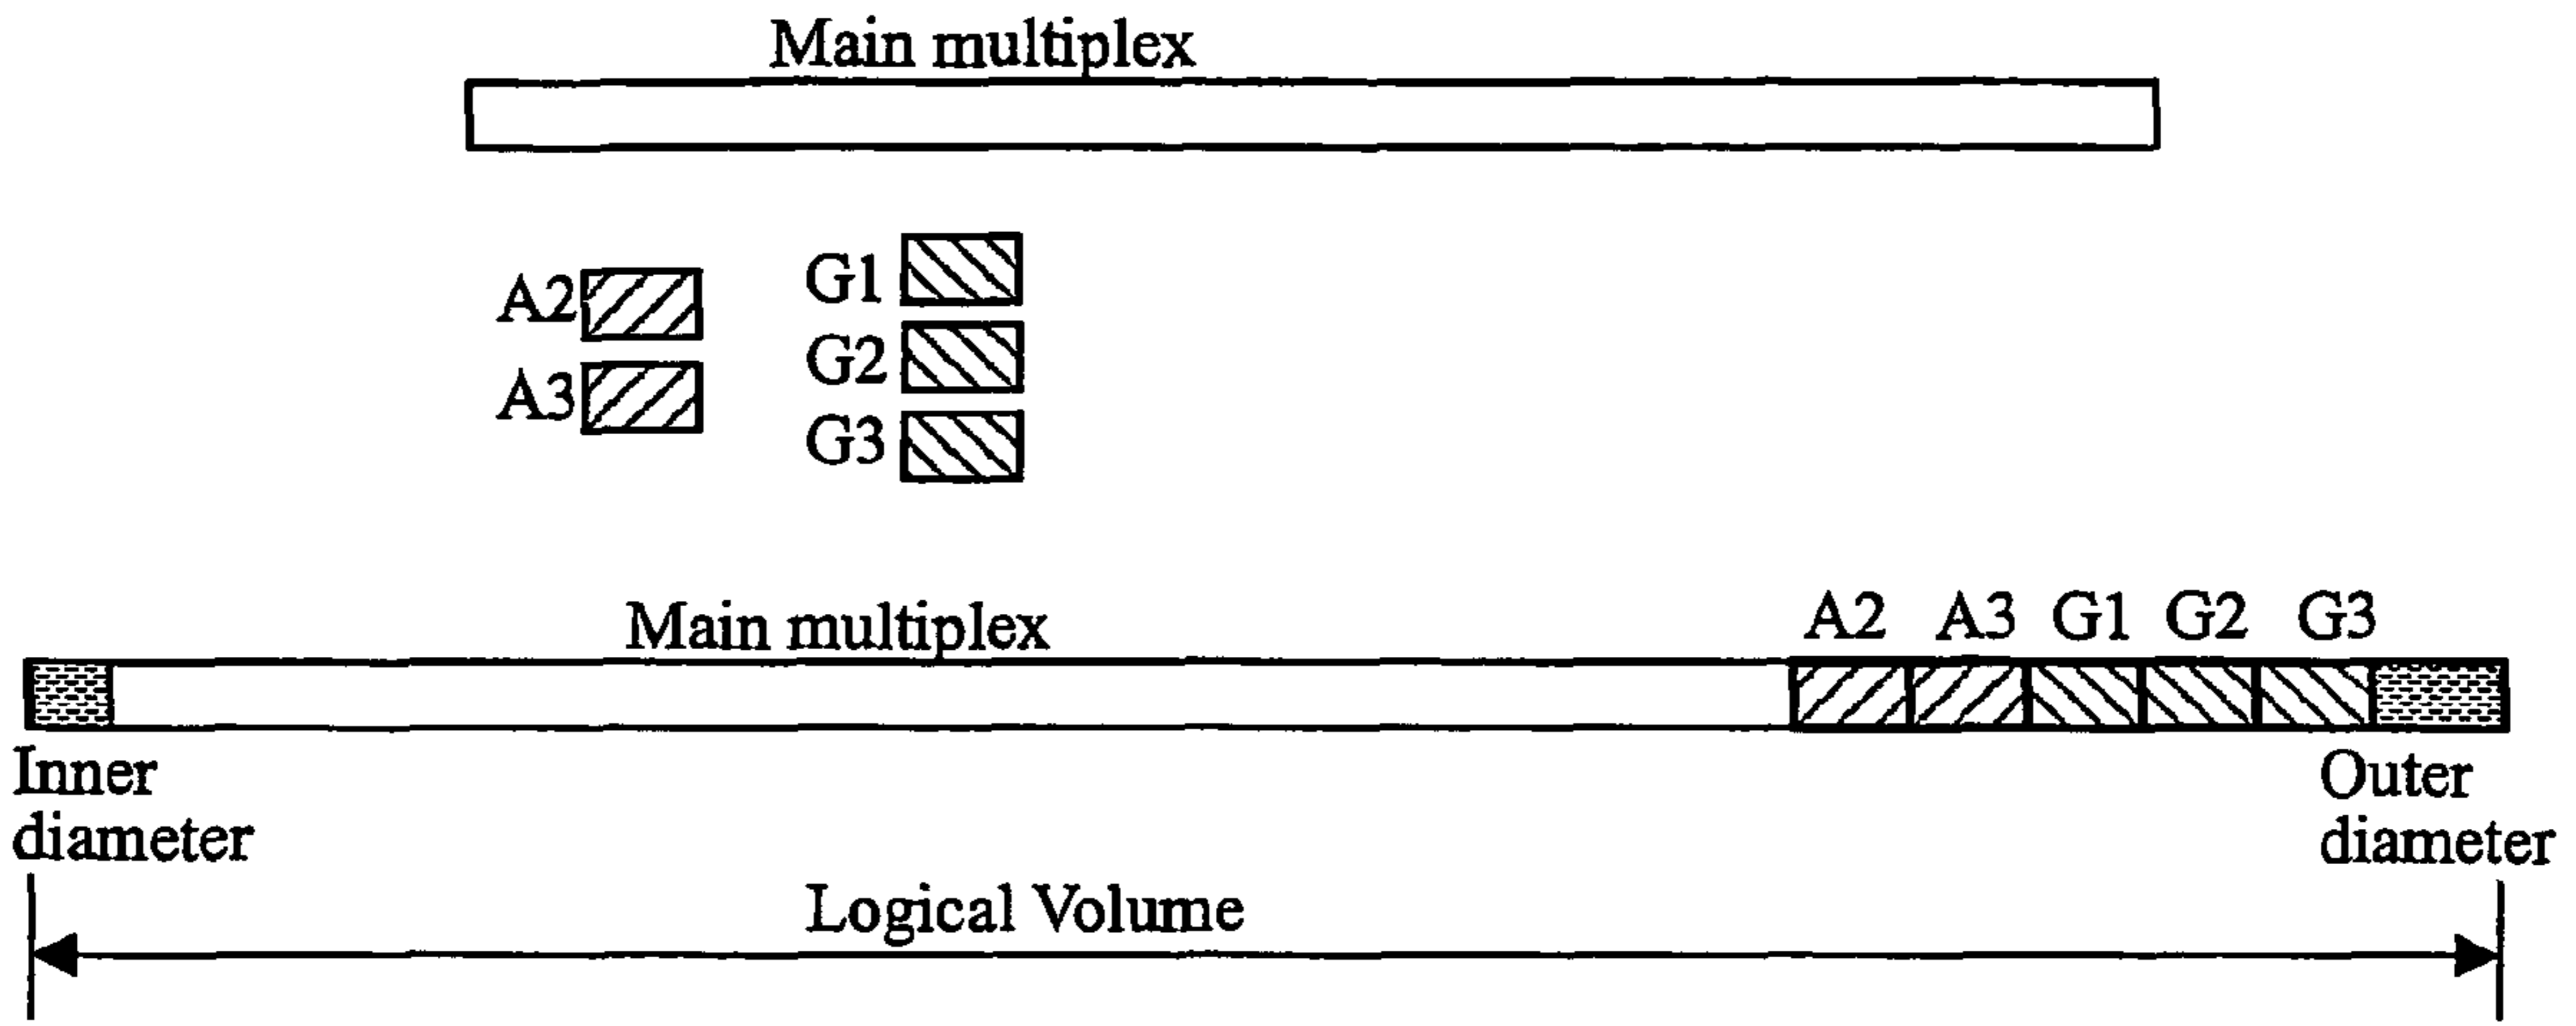 Main multiplex
A2
A3
G1
G2
G3
Main multiplex
A2 A3 G1 G2 G3
Inner
diameter
Outer
diameter
Logical Volume